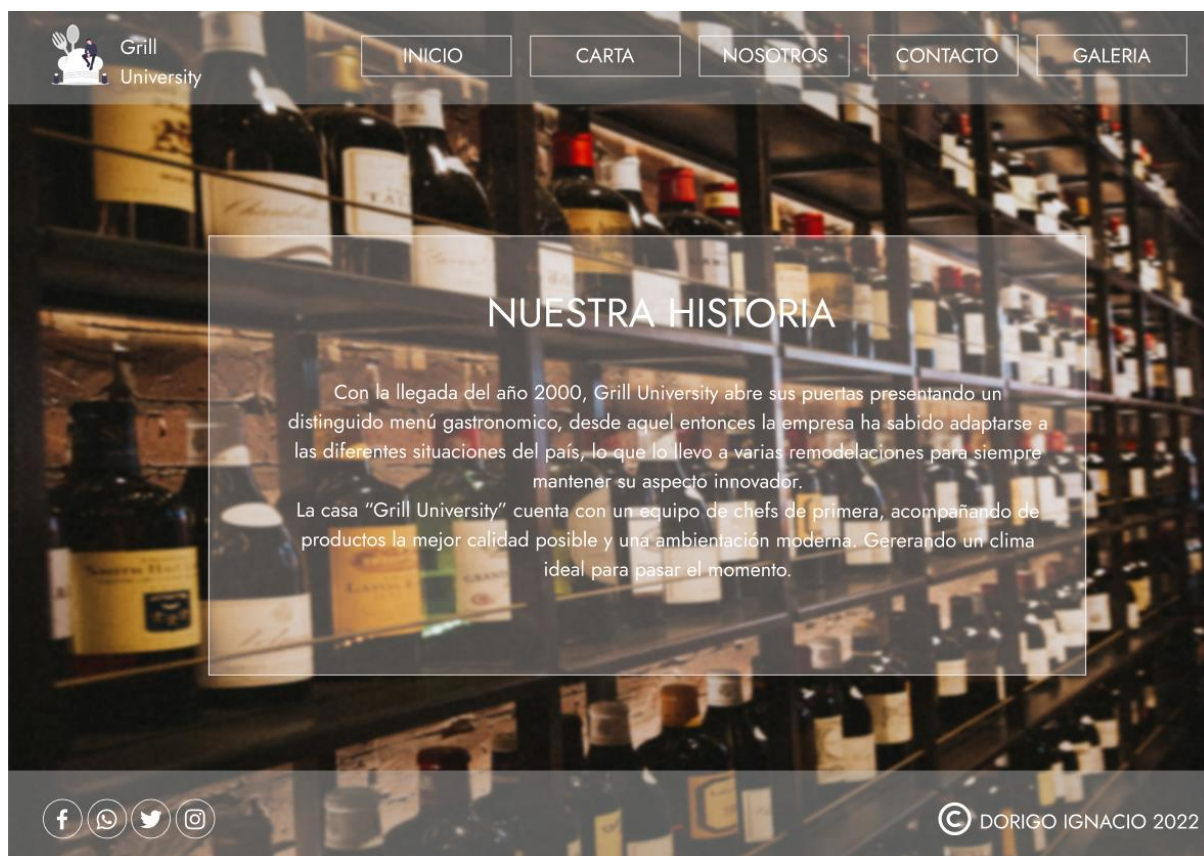 Grill
University
INICIO
CARTA
NOSOTROS
CONTACTO
GALERIA
NUESTRA HISTORIA
Con la llegada del año 2000, Grill University abre sus puertas presentando un
distinguido menú gastronomico, desde aquel entonces la empresa ha sabido adaptarse a
las diferentes situaciones del país, lo que lo llevo a varias remodelaciones para siempre
mantener su aspecto innovador.
La casa “Grill University” cuenta con un equipo de chefs de primera, acompañando de
productos la mejor calidad posible y una ambientación moderna. Gererando un clima
ideal para pasar el momento.
© DORIGO IGNACIO 2022